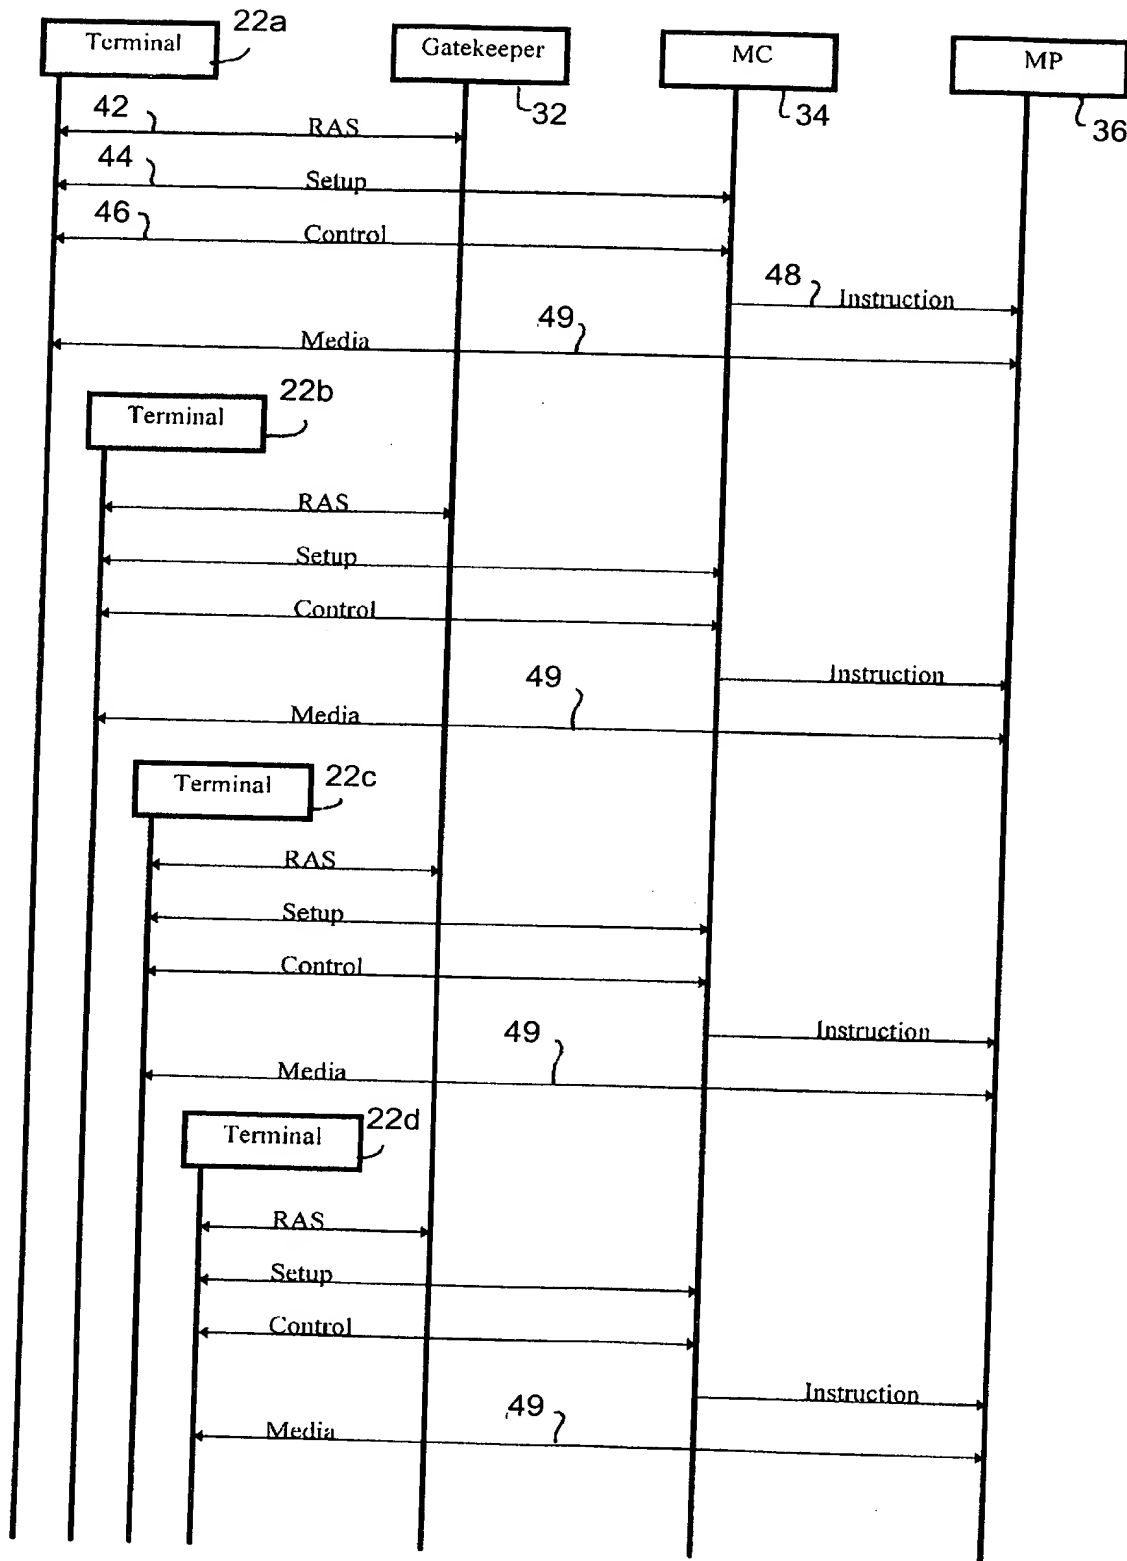 Terminal
22a
Gatekeeper
32
MC
34
MP
36
42
RAS
44
Setup
46
Control
48
Instruction
49
Media
22b
Terminal
RAS
Setup
Control
Instruction
49
Media
22c
Terminal
RAS
Setup
Control
Instruction
49
Media
22d
Terminal
RAS
Setup
Control
Instruction
49
Media